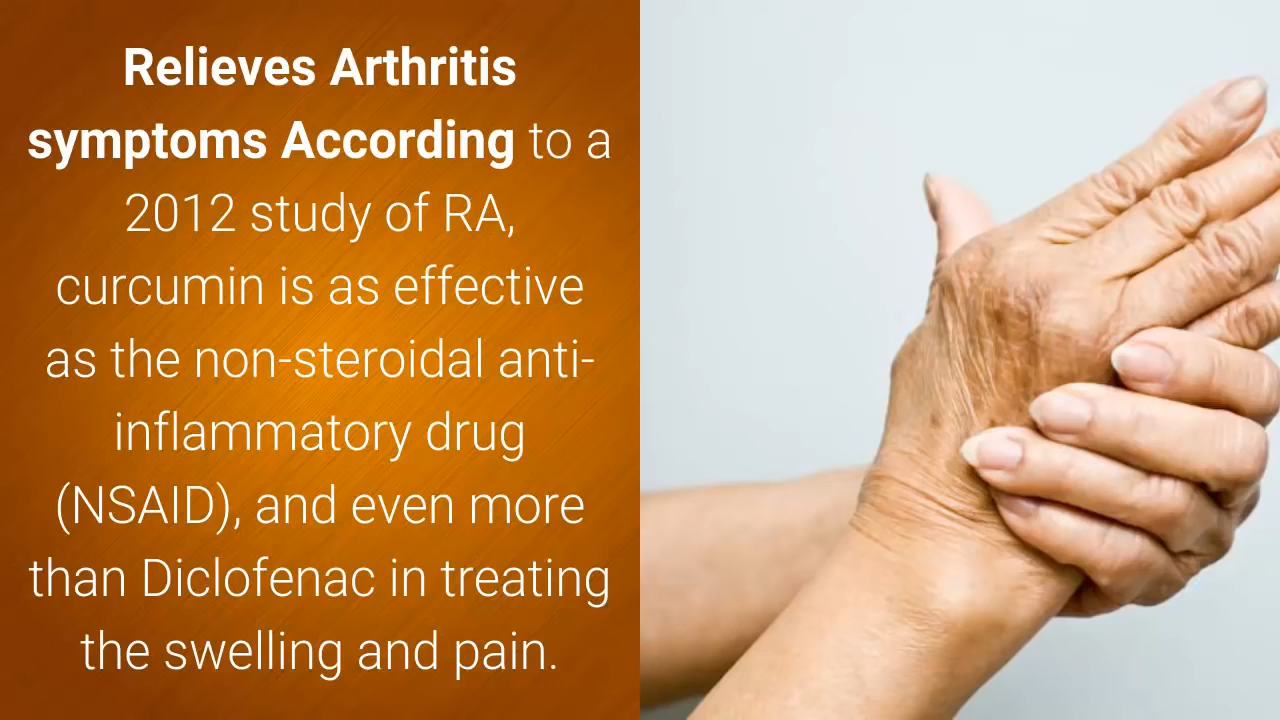 Relieves Arthritis
symptoms According to a
2012 study of RA,
curcumin is as effective
as the non-steroidal anti-
inflammatory drug
(NSAID), and even more
than Diclofenac in treating
the swelling and pain.